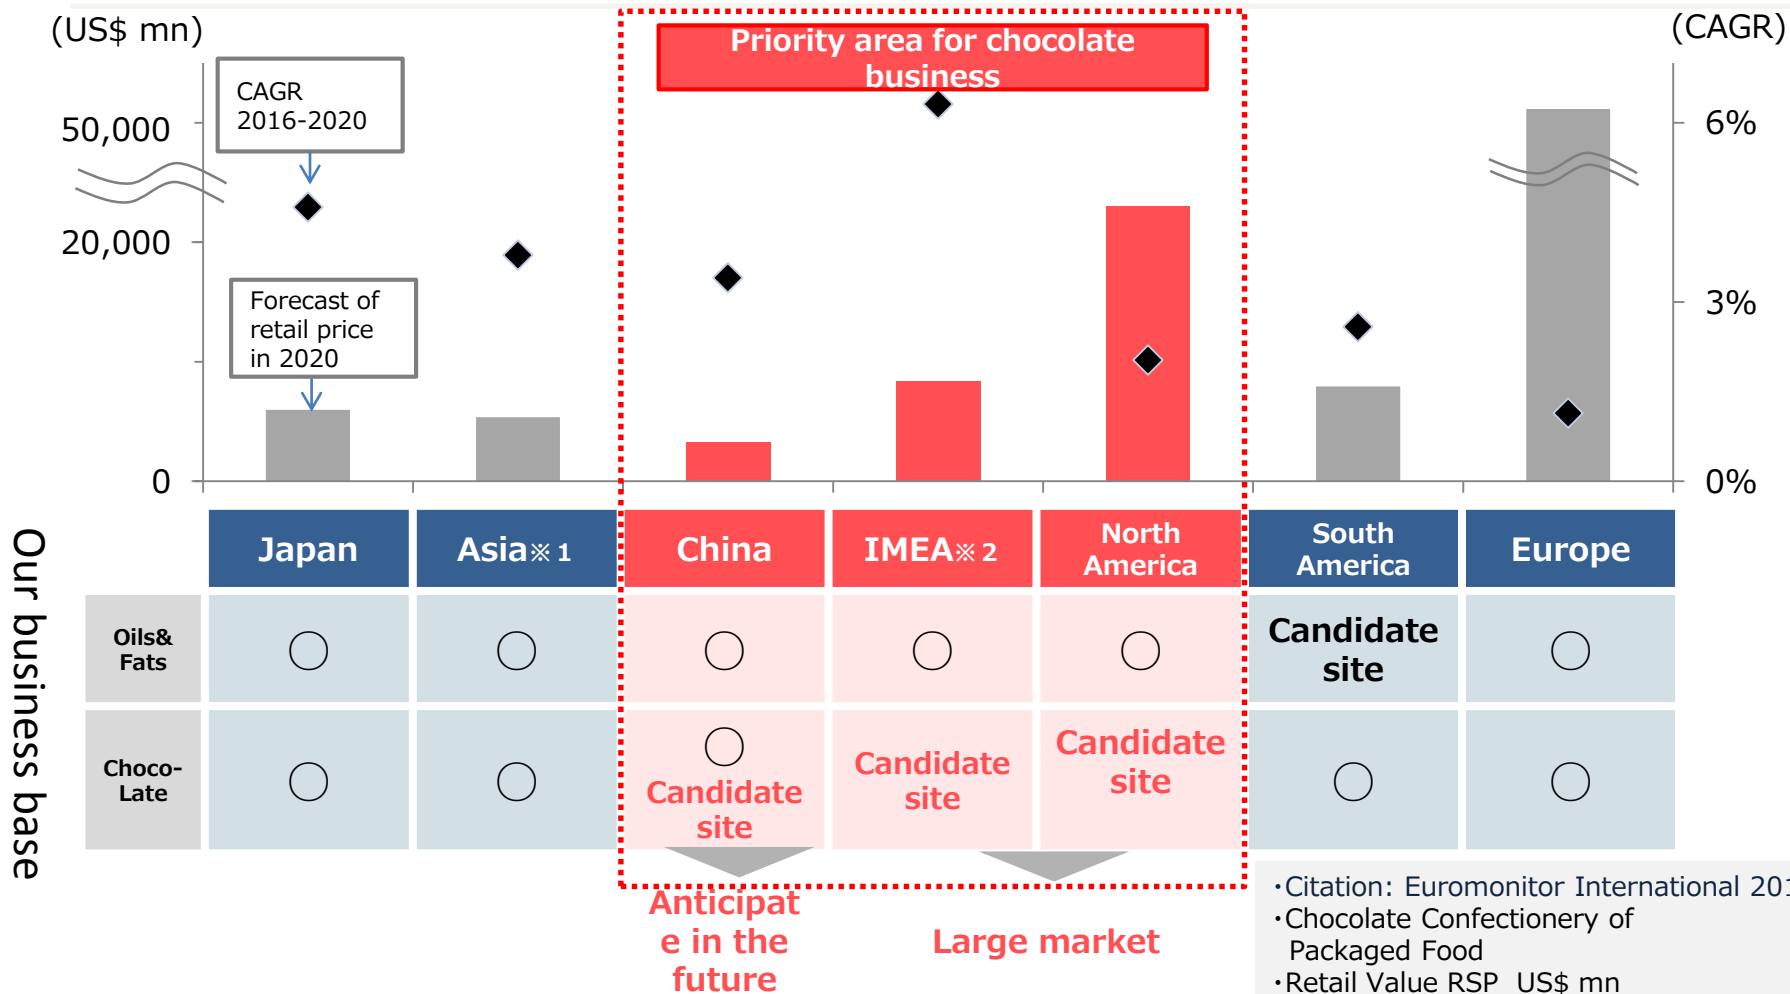 (US$ mn)
(CAGR)
Priority area for chocolate
business
CAGR
2016-2020
50,000
6%
20,000
Forecast of
retail price
in 2020
3%
0
0%
Our business base
Japan
Asia※1
China
IMEA※2
North
America
South
America
Europe
Oils&
Fats
○
○
○
○
○
Candidate
site
○
Choco-
Late
○
○
○
Candidate
site
Candidate
site
Candidate
site
○
○
Anticipat
e in the
future
Large market
・Citation: Euromonitor International
・Chocolate Confectionery of
Packaged Food
・Retail Value RSP US$ mn